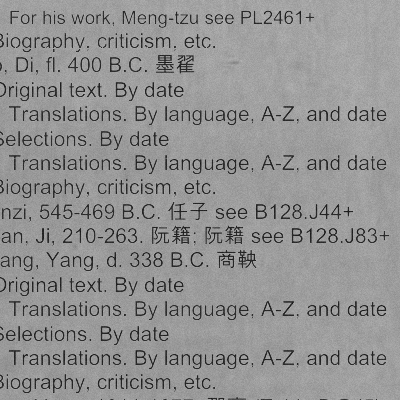 For his work, Meng-tzu see PL2461+
Biography, criticism, etc.
o, Di, fl. 400 B.C. 墨翟
Original text. By date
Translations. By language, A-Z, and date
Selections. By date
Translations. By language, A-Z, and date
Biography, criticism, etc.
nzi, 545-469 B.C. 任子 see B128.J44+
an, Ji, 210-263. 阮籍; 阮籍 see B128.J83+
ang, Yang, d. 338 B.C. 商鞅
Original text. By date
Translations. By language, A-Z, and date
Selections. By date
Translations. By language, A-Z, and date
Biography, criticism, etc.